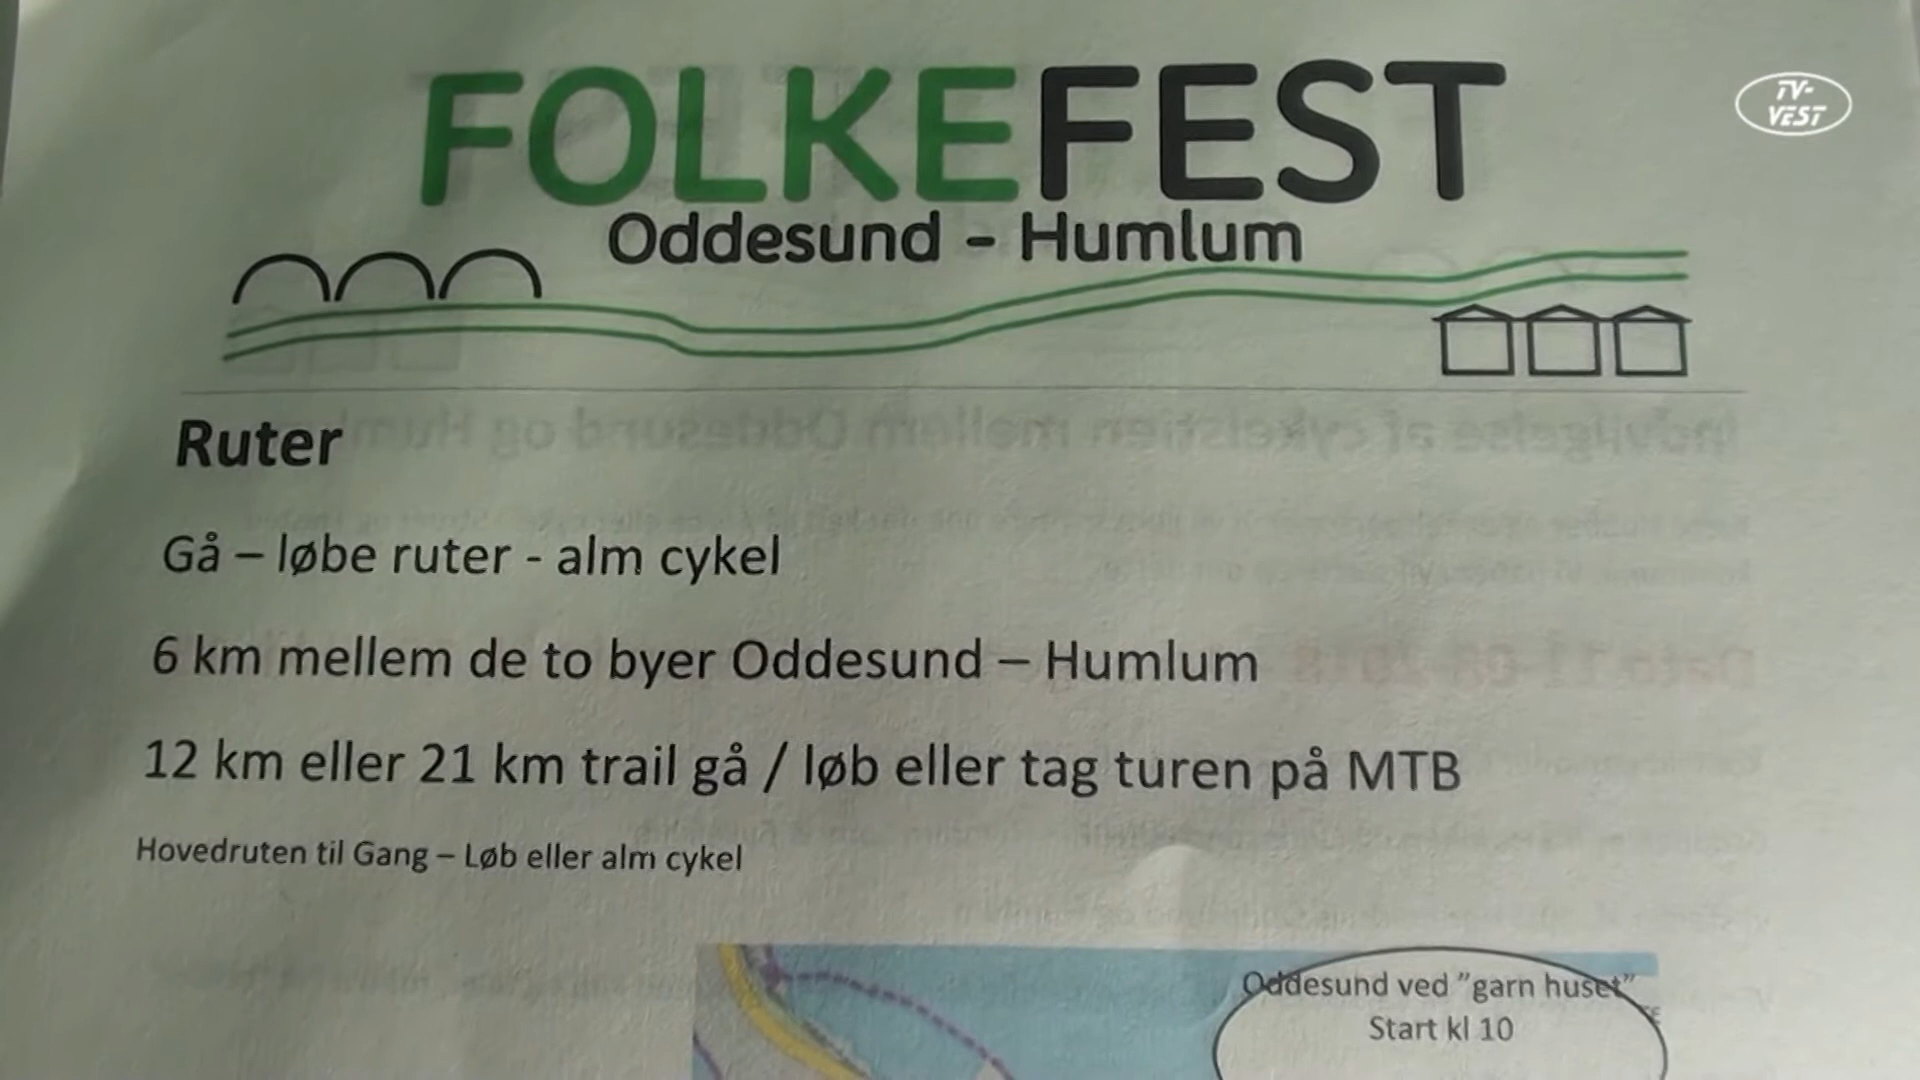 FOLKEFEST
TV-
VEST
Oddesund - Humlum
Ruter
Gå – løbe ruter - alm cykel
6 km mellem de to byer Oddesund – Humlum
12 km eller 21 km trail gå / løb eller tag turen på MTB
Hovedruten til Gang – Løb eller alm cykel
Oddesund ved ”garn huset”
Start kl 10